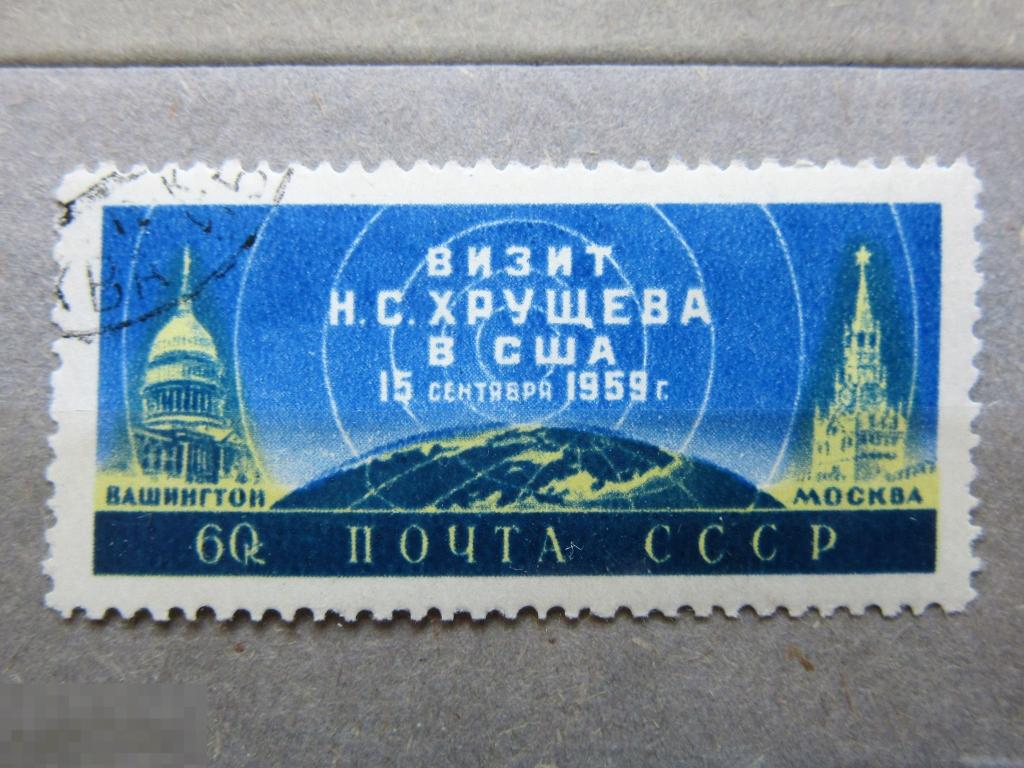 ВИЗИТ
Н.С.ХРУЩЕВА
В США
15 СЕНТЯБРЯ 1959 Г.
ВАШИНГТОН
МОСКВА
60К ПОЧТА СССР